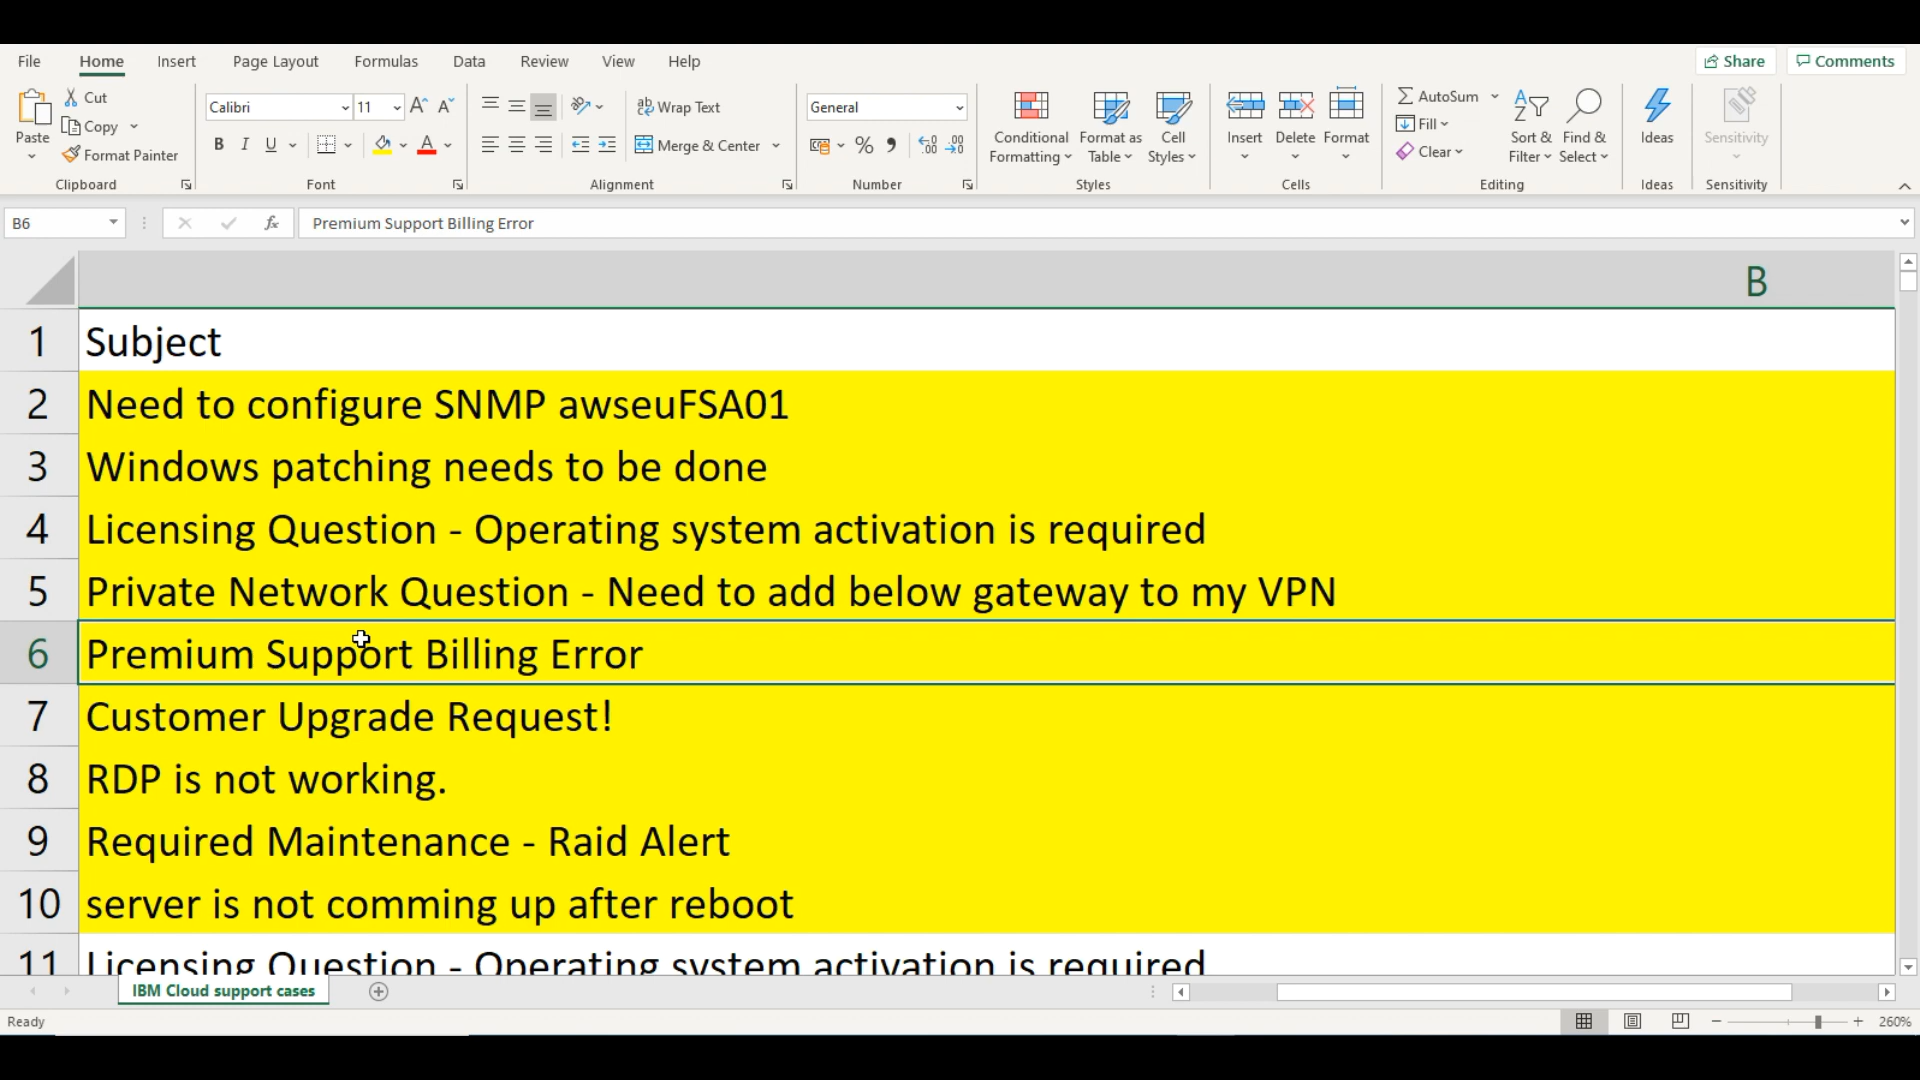 File Home Insert Page Layout Formulas Data Review View Help Share Comments
Paste Cut Copy Format Painter Clipboard
Calibri 11 A A B I U A Font
ab Wrap Text Merge & Center Alignment
General % 9 Number
Conditional Formatting Format as Table Cell Styles Styles
Insert Delete Format Cells
AutoSum Fill Clear Sort & Filter Find & Select Editing
Ideas Ideas
Sensitivity Sensitivity
B6 fx Premium Support Billing Error
B
1 Subject
2 Need to configure SNMP awseuFSA01
3 Windows patching needs to be done
4 Licensing Question - Operating system activation is required
5 Private Network Question - Need to add below gateway to my VPN
6 Premium Support Billing Error
7 Customer Upgrade Request!
8 RDP is not working.
9 Required Maintenance - Raid Alert
10 server is not comming up after reboot
11 Licensing Question - Operating system activation is required
IBM Cloud support cases
Ready 260%